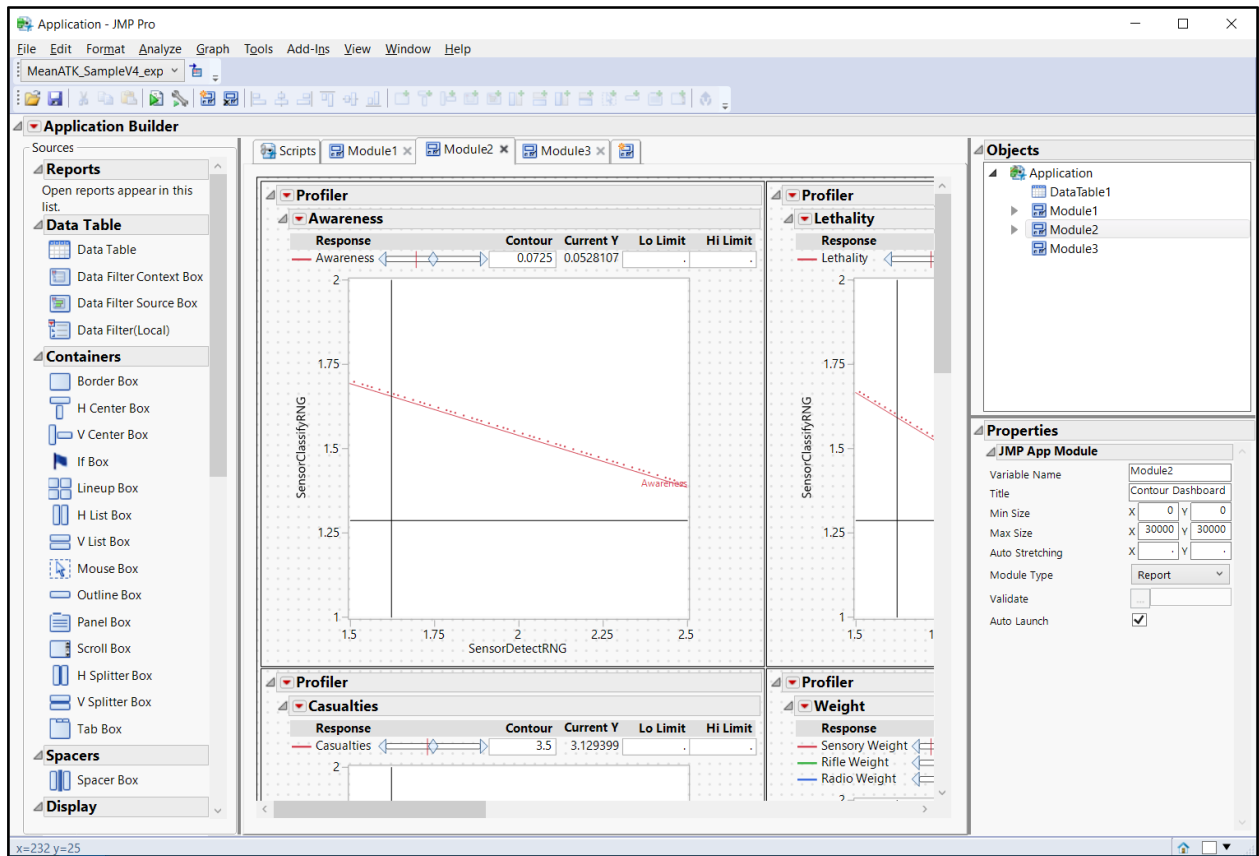 Application - JMP Pro
File Edit Format Analyze Graph Tools Add-Ins View Window Help
MeanATK_SampleV4_exp
Application Builder
Sources
Reports
Open reports appear in this
list.
Data Table
Data Table
Data Filter Context Box
Data Filter Source Box
Data Filter(Local)
Containers
Border Box
H Center Box
V Center Box
If Box
Lineup Box
H List Box
V List Box
Mouse Box
Outline Box
Panel Box
Scroll Box
H Splitter Box
V Splitter Box
Tab Box
Spacers
Spacer Box
Display
Scripts Module1 Module2 Module3
Profiler
Awareness
Response Contour Current Y Lo Limit Hi Limit
Awareness 0.0725 0.0528107 . .
2
1.75
1.5
1.25
1
SensorClassifyRNG
Awareness
1.5 1.75 2 2.25 2.5
SensorDetectRNG
Profiler
Lethality
Response
Lethality
2
1.75
1.5
1.25
1
SensorClassifyRNG
1.5 1
Profiler
Casualties
Response Contour Current Y Lo Limit Hi Limit
Casualties 3.5 3.129399 . .
2
Profiler
Weight
Response
Sensory Weight
Rifle Weight
Radio Weight
2
Objects
Application
DataTable1
Module1
Module2
Module3
Properties
JMP App Module
Variable Name Module2
Title Contour Dashboard
Min Size X 0 Y 0
Max Size X 30000 Y 30000
Auto Stretching X . Y .
Module Type Report
Validate ...
Auto Launch
x=232 y=25